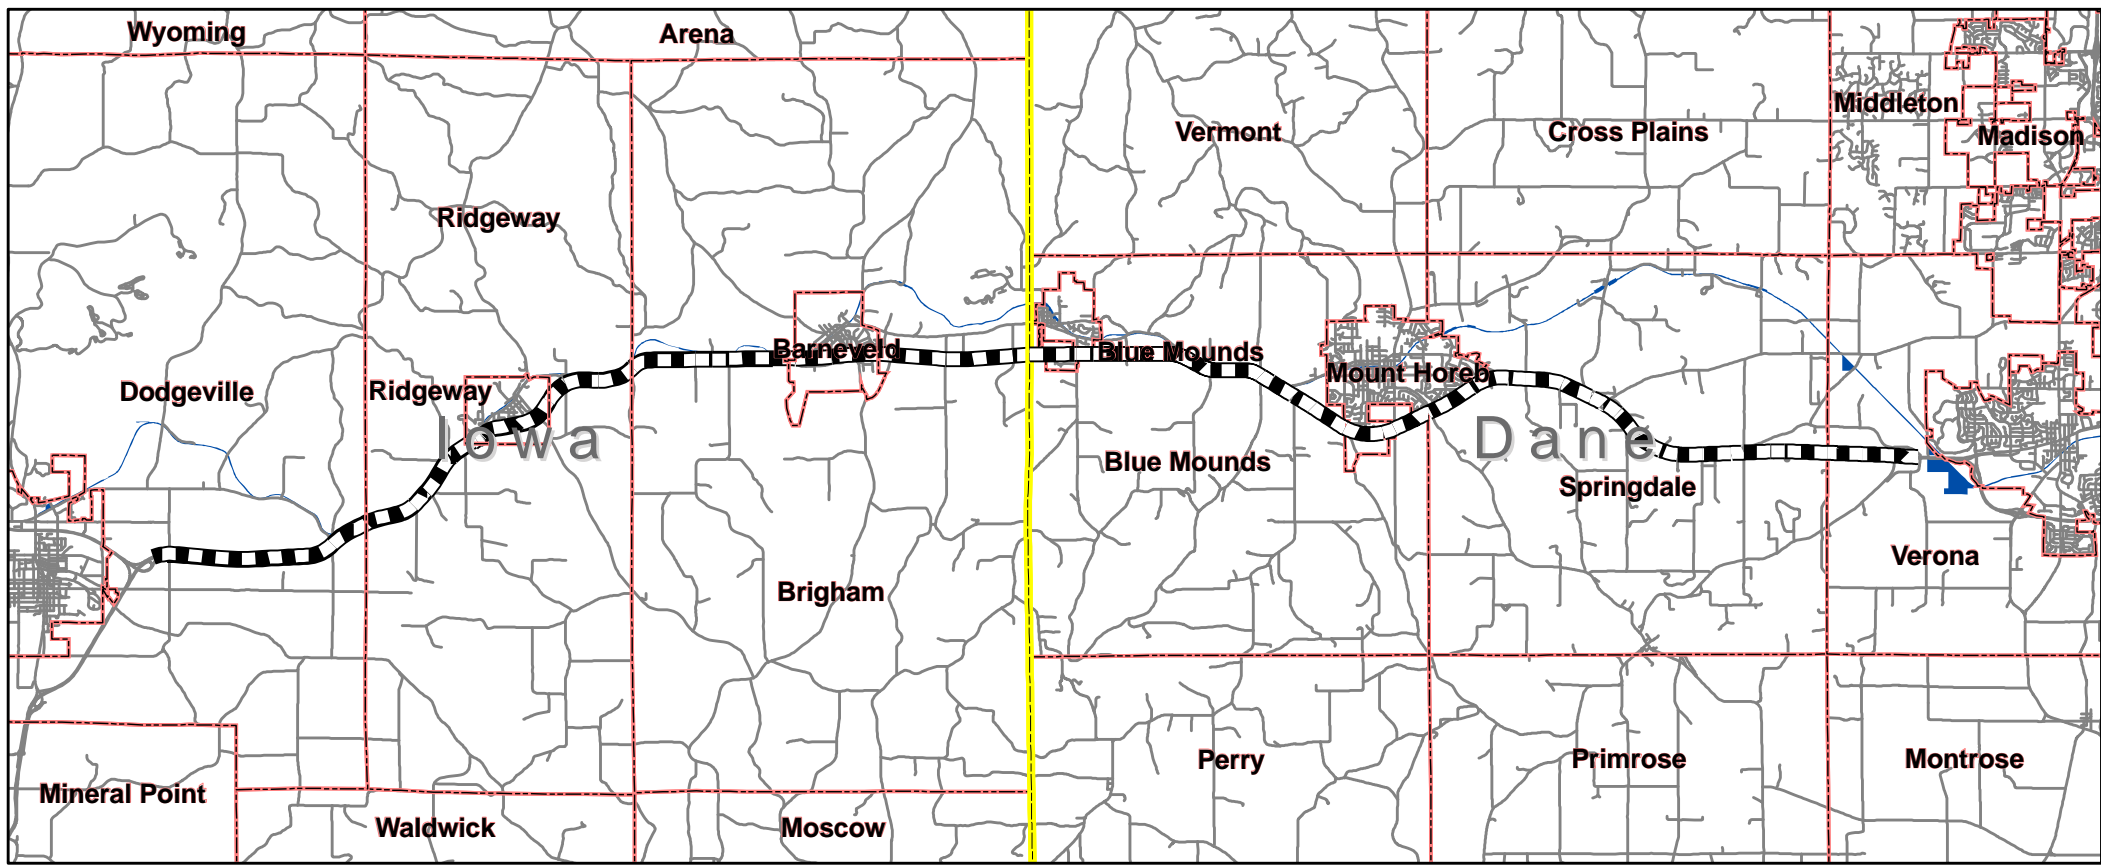 Wyoming
Arena
Middleton
Vermont
Cross Plains
Madison
Ridgeway
Barneveld
Blue Mounds
Mount Horeb
Dodgeville
Ridgeway
Iowa
Dane
Blue Mounds
Springdale
Verona
Brigham
Perry
Primrose
Montrose
Mineral Point
Waldwick
Moscow